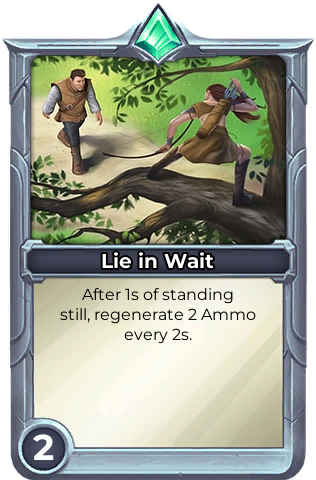 Lie in Wait
After 1s of standing
still, regenerate 2 Ammo
every 2s.
2